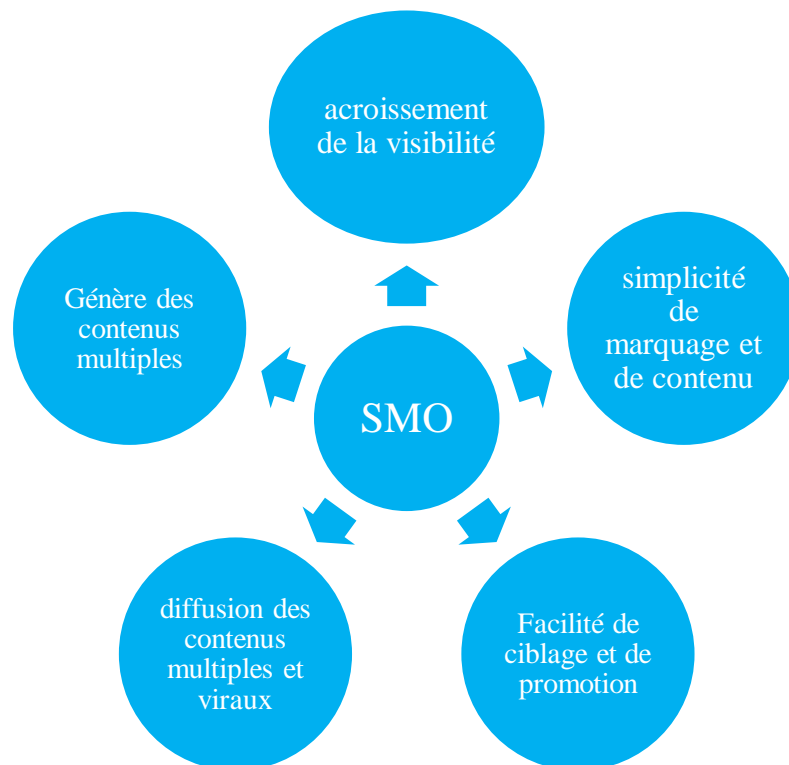 acroissement
de la visibilité
simplicité
de
marquage et
de contenu
Facilité de
ciblage et de
promotion
diffusion des
contenus
multiples et
viraux
Génère des
contenus
multiples
SMO